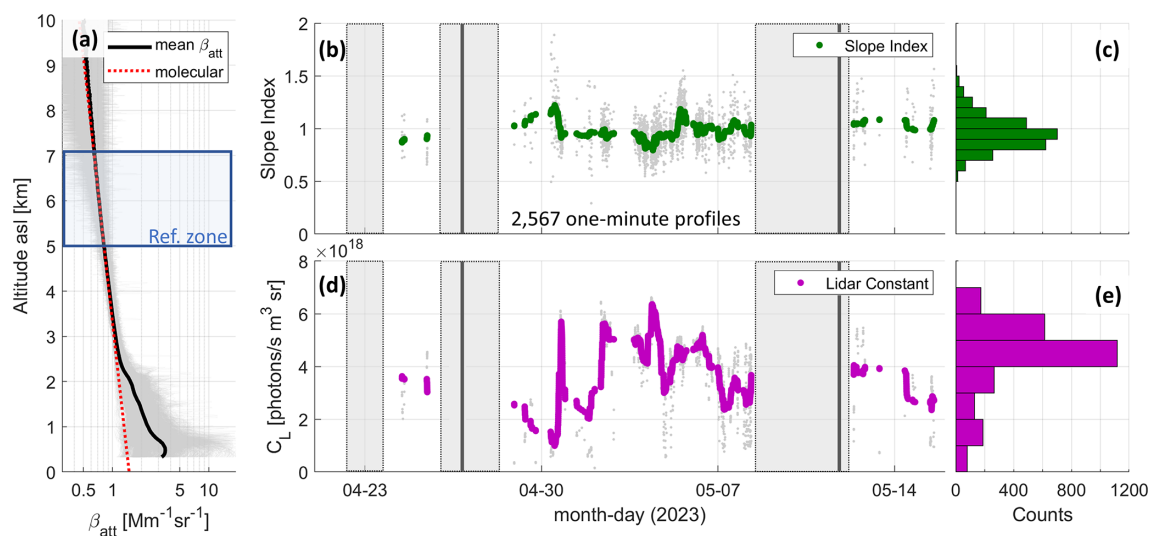 (a)
mean β_att
molecular
Ref. zone
10
9
8
7
6
5
4
3
2
1
0
Altitude asl [km]
0.5 1 5 10
β_att [Mm⁻¹sr⁻¹]
(b)
Slope Index
2
1.5
1
0.5
0
Slope Index
2,567 one-minute profiles
(c)
×10¹⁸
(d)
Lidar Constant
8
6
4
2
0
C_L [photons/s m³ sr]
04-23 04-30 05-07 05-14
month-day (2023)
(e)
0 400 800 1200
Counts